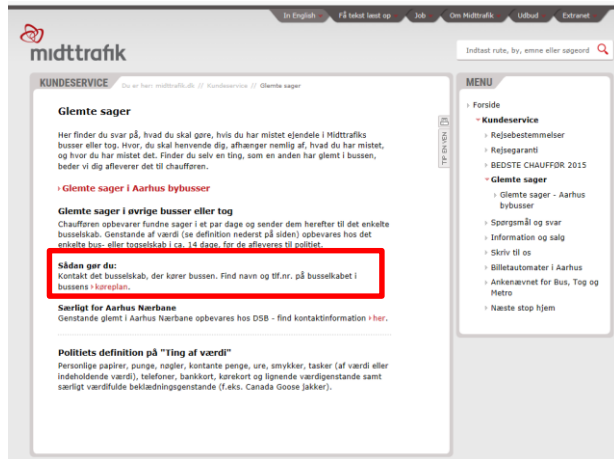 In English
Få tekst læst op
Job
Om Midttrafik
Udbud
Extranet
midttrafik
Indtast rute, by, emne eller søgeord
KUNDESERVICE
Du er her: midttrafik.dk // Kundeservice // Glemte sager
MENU
Glemte sager
Her finder du svar på, hvad du skal gøre, hvis du har mistet ejendele i Midttrafiks
busser eller tog. Hvor, du skal henvende dig, afhænger nemlig af, hvad du har mistet,
og hvor du har mistet det. Finder du selv en ting, som en anden har glemt i bussen,
beder vi dig aflevere det til chaufføren.
› Glemte sager i Aarhus bybusser
Glemte sager i øvrige busser eller tog
Chaufføren opbevarer fundne sager i et par dage og sender dem herefter til det enkelte
busselskab. Genstande af værdi (se definition nederst på siden) opbevares hos det
enkelte bus- eller togselskab i ca. 14 dage, før de afleveres til politiet.
Sådan gør du:
Kontakt det busselskab, der kører bussen. Find navn og tlf.nr. på busselkabet i
bussens › køreplan.
Særligt for Aarhus Nærbane
Genstande glemt i Aarhus Nærbane opbevares hos DSB - find kontaktinformation › her.
Politiets definition på "Ting af værdi"
Personlige papirer, punge, nøgler, kontante penge, ure, smykker, tasker (af værdi eller
indeholdende værdi), telefoner, bankkort, kørekort og lignende værdigenstande samt
særligt værdifulde beklædningsgenstande (f.eks. Canada Goose jakker).
TIP EN VEN
› Forside
Kundeservice
› Rejsebestemmelser
› Rejsegaranti
› BEDSTE CHAUFFØR 2015
Glemte sager
› Glemte sager - Aarhus
bybusser
› Spørgsmål og svar
› Information og salg
› Skriv til os
› Billetautomater i Aarhus
› Ankenævnet for Bus, Tog og
Metro
› Næste stop hjem